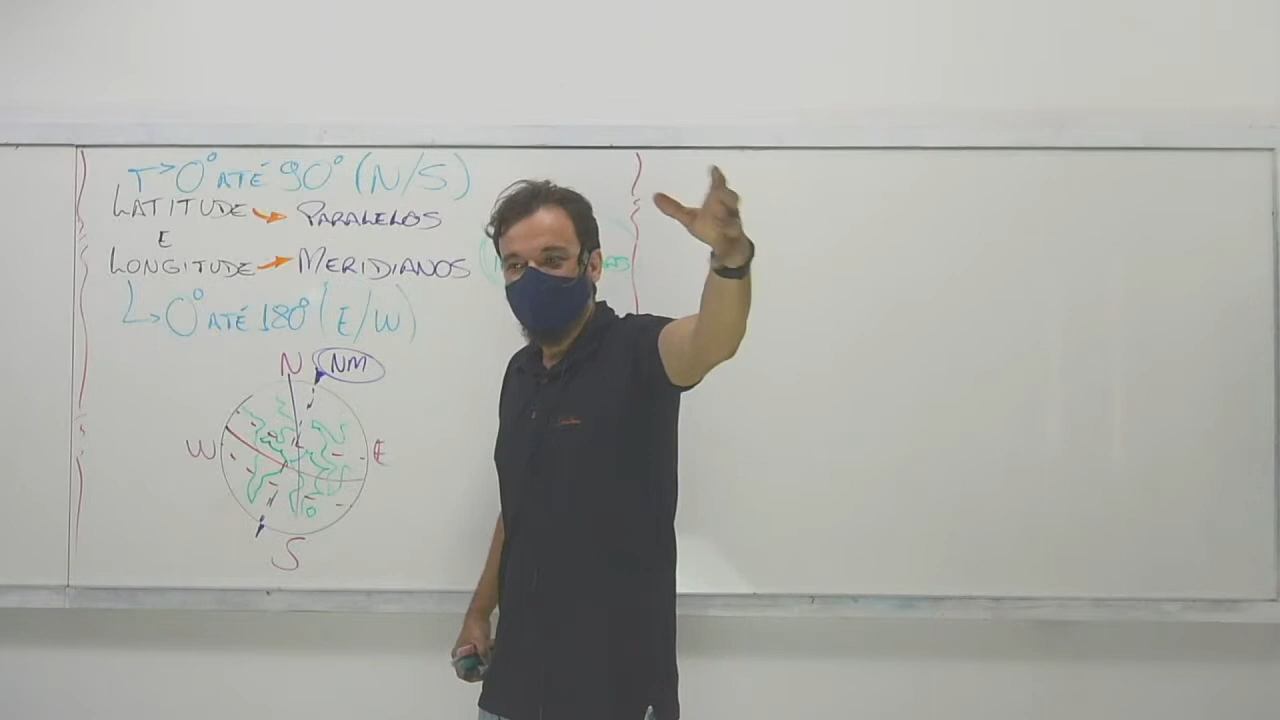 0° ATÉ 90° (N/S)
LATITUDE → PARALELOS
E
LONGITUDE → MERIDIANOS
↳ 0° ATÉ 180° (E/W)
N NM
W E
S